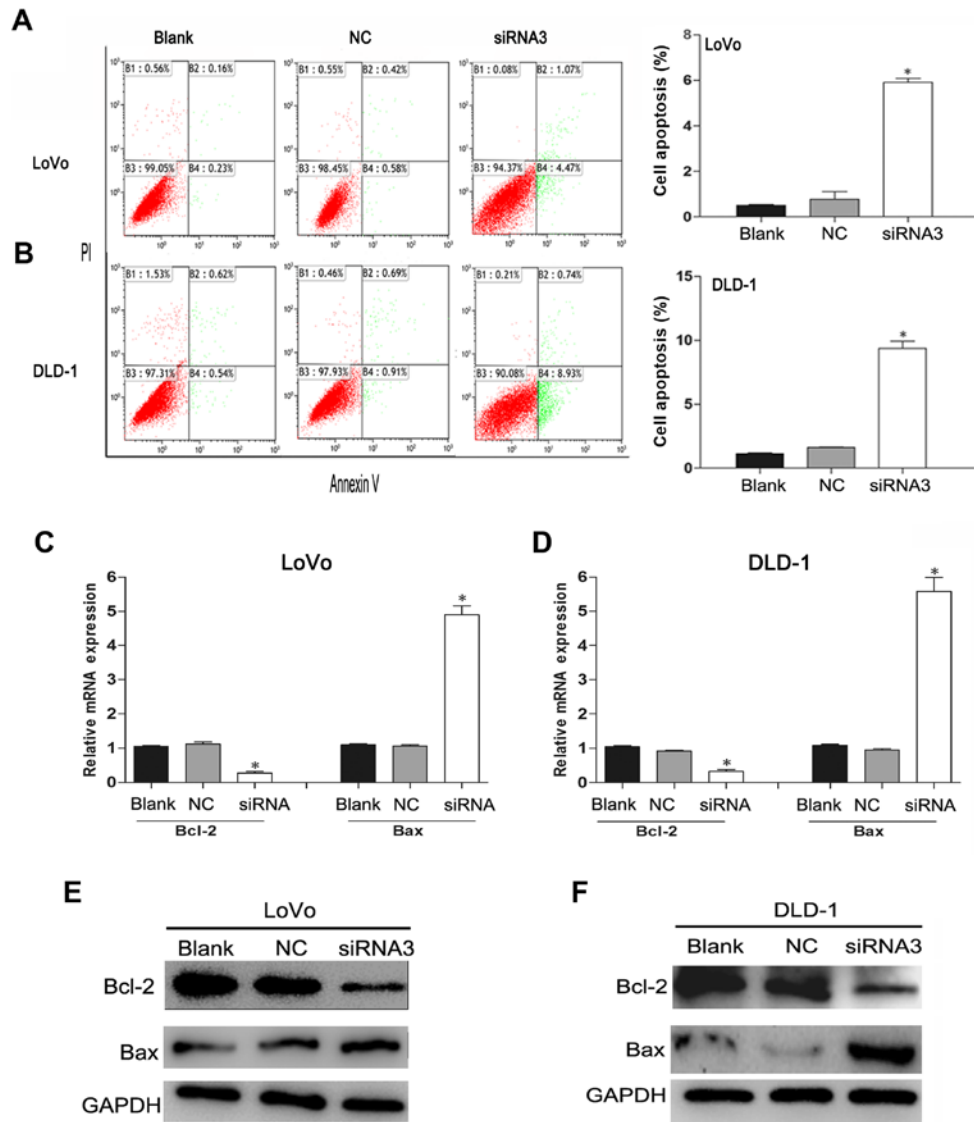 A
Blank NC siRNA3
LoVo
B1 : 0.56% B2 : 0.16%
B3 : 99.05% B4 : 0.23%
B1 : 0.55% B2 : 0.42%
B3 : 98.45% B4 : 0.58%
B1 : 0.08% B2 : 1.07%
B3 : 94.37% B4 : 4.47%
LoVo
Cell apoptosis (%)
8
6
4
2
0
*
Blank NC siRNA3
B
PI
DLD-1
B1 : 1.53% B2 : 0.62%
B3 : 97.31% B4 : 0.54%
B1 : 0.46% B2 : 0.69%
B3 : 97.93% B4 : 0.91%
B1 : 0.21% B2 : 0.74%
B3 : 90.08% B4 : 8.93%
Annexin V
DLD-1
Cell apoptosis (%)
15
10
5
0
*
Blank NC siRNA3
C
LoVo
Relative mRNA expression
6
5
4
3
2
1
0
* *
Blank NC siRNA Blank NC siRNA
Bcl-2 Bax
D
DLD-1
Relative mRNA expression
6
5
4
3
2
1
0
* *
Blank NC siRNA Blank NC siRNA
Bcl-2 Bax
E
LoVo
Blank NC siRNA3
Bcl-2
Bax
GAPDH
F
DLD-1
Blank NC siRNA3
Bcl-2
Bax
GAPDH